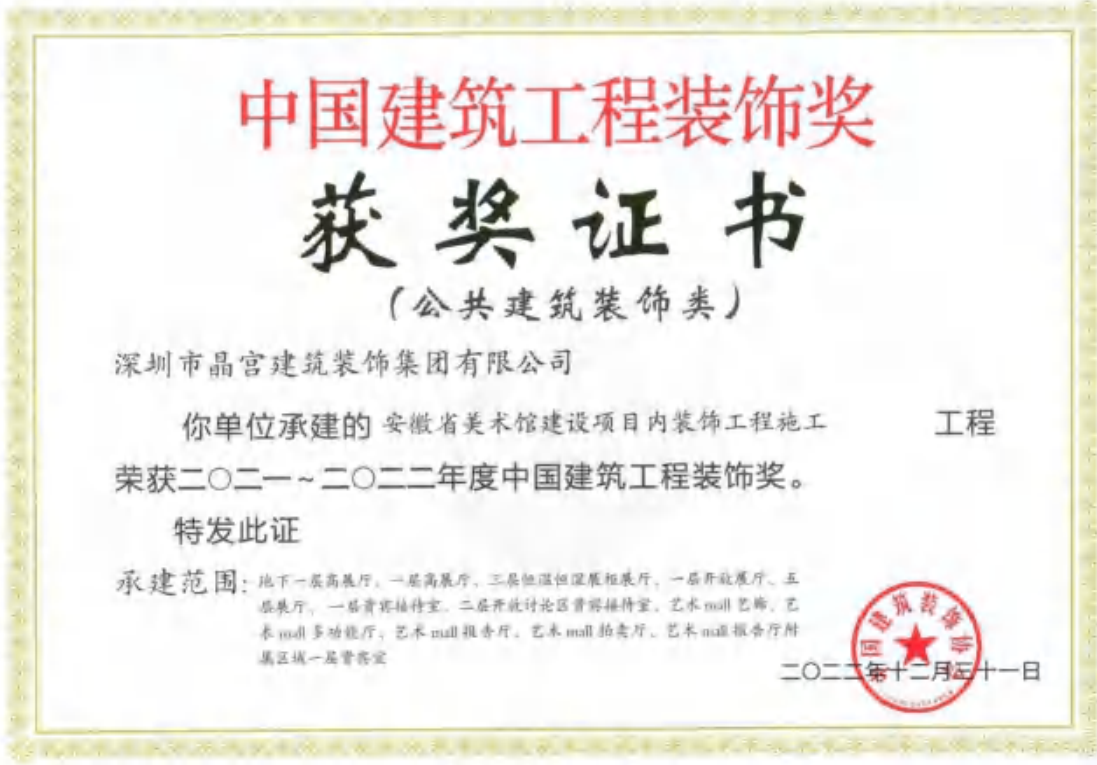 中国建筑工程装饰奖
获奖证书
(公共建筑装饰类)
深圳市晶宫建筑装饰集团有限公司
你单位承建的 安徽省美术馆建设项目内装饰工程施工 工程
荣获二〇二一～二〇二二年度中国建筑工程装饰奖。
特发此证
承建范围: 地下一层高展厅、一层高展厅、三层恒温恒湿展柜展厅、一层开放展厅、五
层展厅、一层贵宾接待室、二层开放讨论区贵宾接待室、艺术mall艺廊、艺
术mall多功能厅、艺术mall报告厅、艺术mall拍卖厅、艺术mall报告厅附
属区域一层贵宾室
中国建筑装饰协会
二〇二二年十二月三十一日